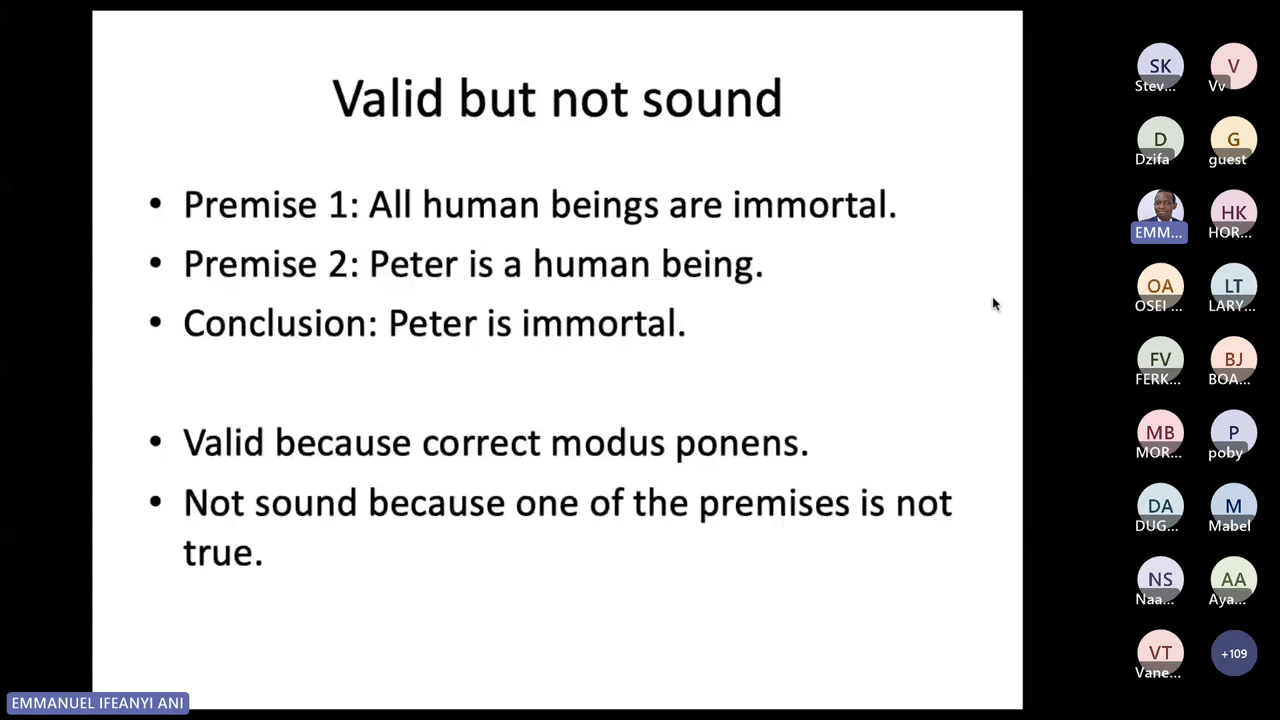 Valid but not sound
• Premise 1: All human beings are immortal.
• Premise 2: Peter is a human being.
• Conclusion: Peter is immortal.
• Valid because correct modus ponens.
• Not sound because one of the premises is not
true.
SK
Stev...
V
Vv
D
Dzifa
G
guest
EMM...
HK
HOR...
OA
OSEI ...
LT
LARY...
FV
FERK...
BJ
BOA...
MB
MOR...
P
poby
DA
DUG...
M
Mabel
NS
Naa...
AA
Aya...
VT
Vane...
+109
EMMANUEL IFEANYI ANI